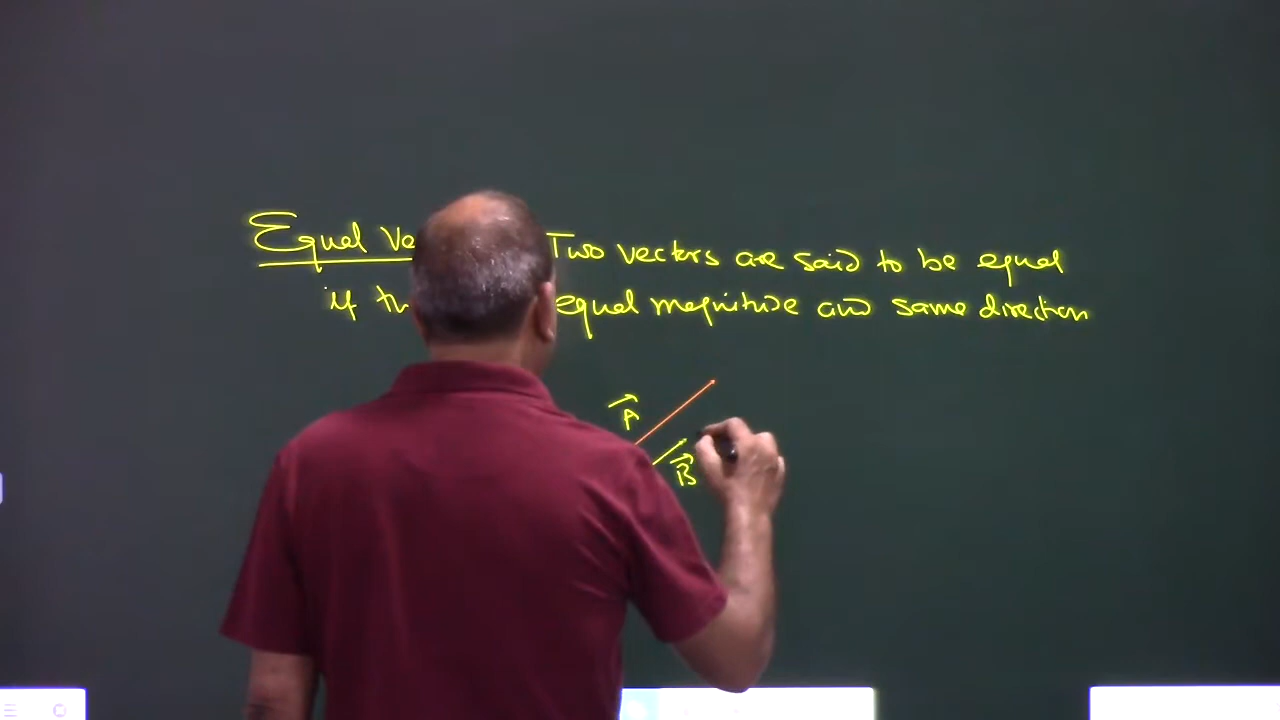 Equal Ve Two vectors are said to be equal
if th equal magnitude and same direction
A
B